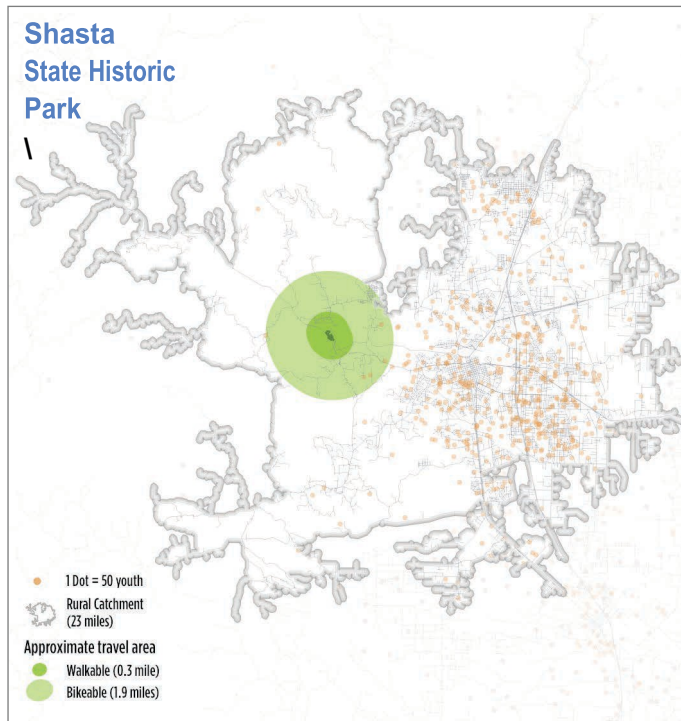 Shasta
State Historic
Park
\
1 Dot = 50 youth
Rural Catchment
(23 miles)
Approximate travel area
Walkable (0.3 mile)
Bikeable (1.9 miles)